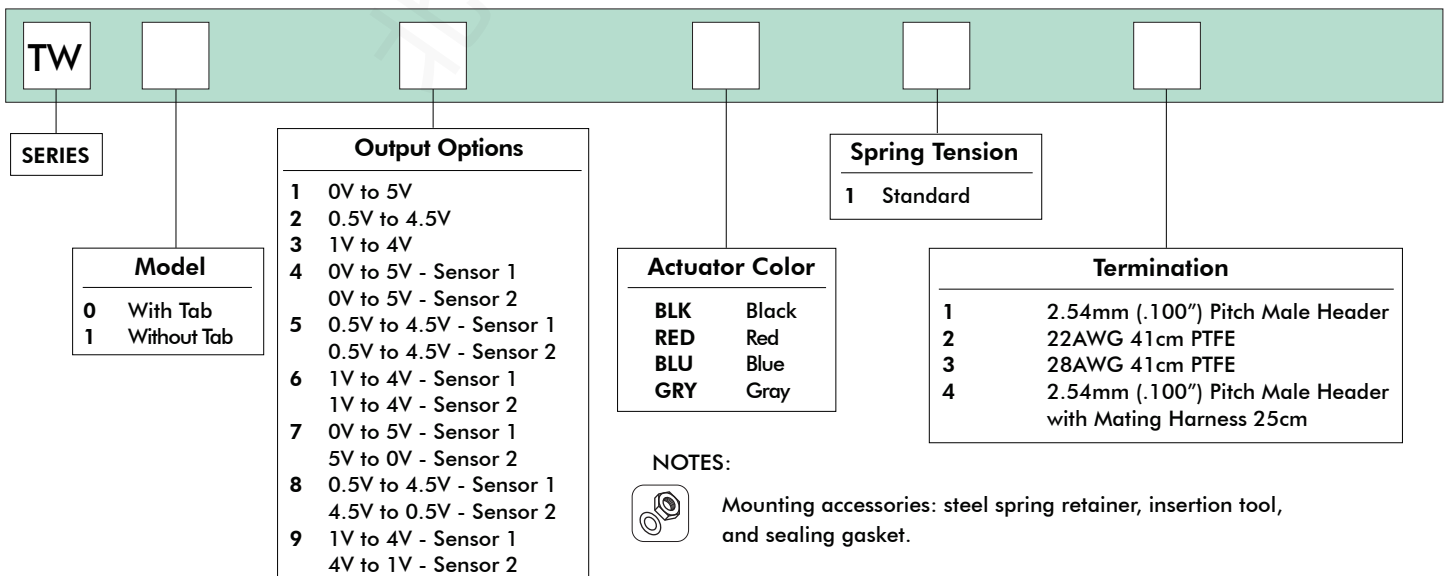 TW
SERIES
Model
0 With Tab
1 Without Tab
Output Options
1 0V to 5V
2 0.5V to 4.5V
3 1V to 4V
4 0V to 5V - Sensor 1
0V to 5V - Sensor 2
5 0.5V to 4.5V - Sensor 1
0.5V to 4.5V - Sensor 2
6 1V to 4V - Sensor 1
1V to 4V - Sensor 2
7 0V to 5V - Sensor 1
5V to 0V - Sensor 2
8 0.5V to 4.5V - Sensor 1
4.5V to 0.5V - Sensor 2
9 1V to 4V - Sensor 1
4V to 1V - Sensor 2
Actuator Color
BLK Black
RED Red
BLU Blue
GRY Gray
Spring Tension
1 Standard
Termination
1 2.54mm (.100″) Pitch Male Header
2 22AWG 41cm PTFE
3 28AWG 41cm PTFE
4 2.54mm (.100″) Pitch Male Header
with Mating Harness 25cm
NOTES:
Mounting accessories: steel spring retainer, insertion tool,
and sealing gasket.